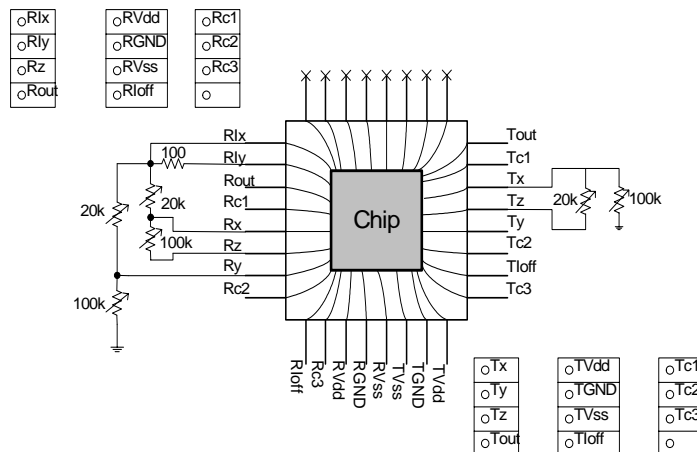 RIx RVdd Rc1
RIy RGND Rc2
Rz RVss Rc3
Rout RIoff
RIx
100
RIy
Rout
20k
Rc1
20k
Rx
100k
Rz
Ry
100k
Rc2
Chip
Tout
Tc1
Tx
Tz
20k
100k
Ty
Tc2
TIoff
Tc3
RIoff
Rc3
RVdd
RGND
RVss
TVss
TGND
TVdd
Tx TVdd Tc1
Ty TGND Tc2
Tz TVss Tc3
Tout TIoff